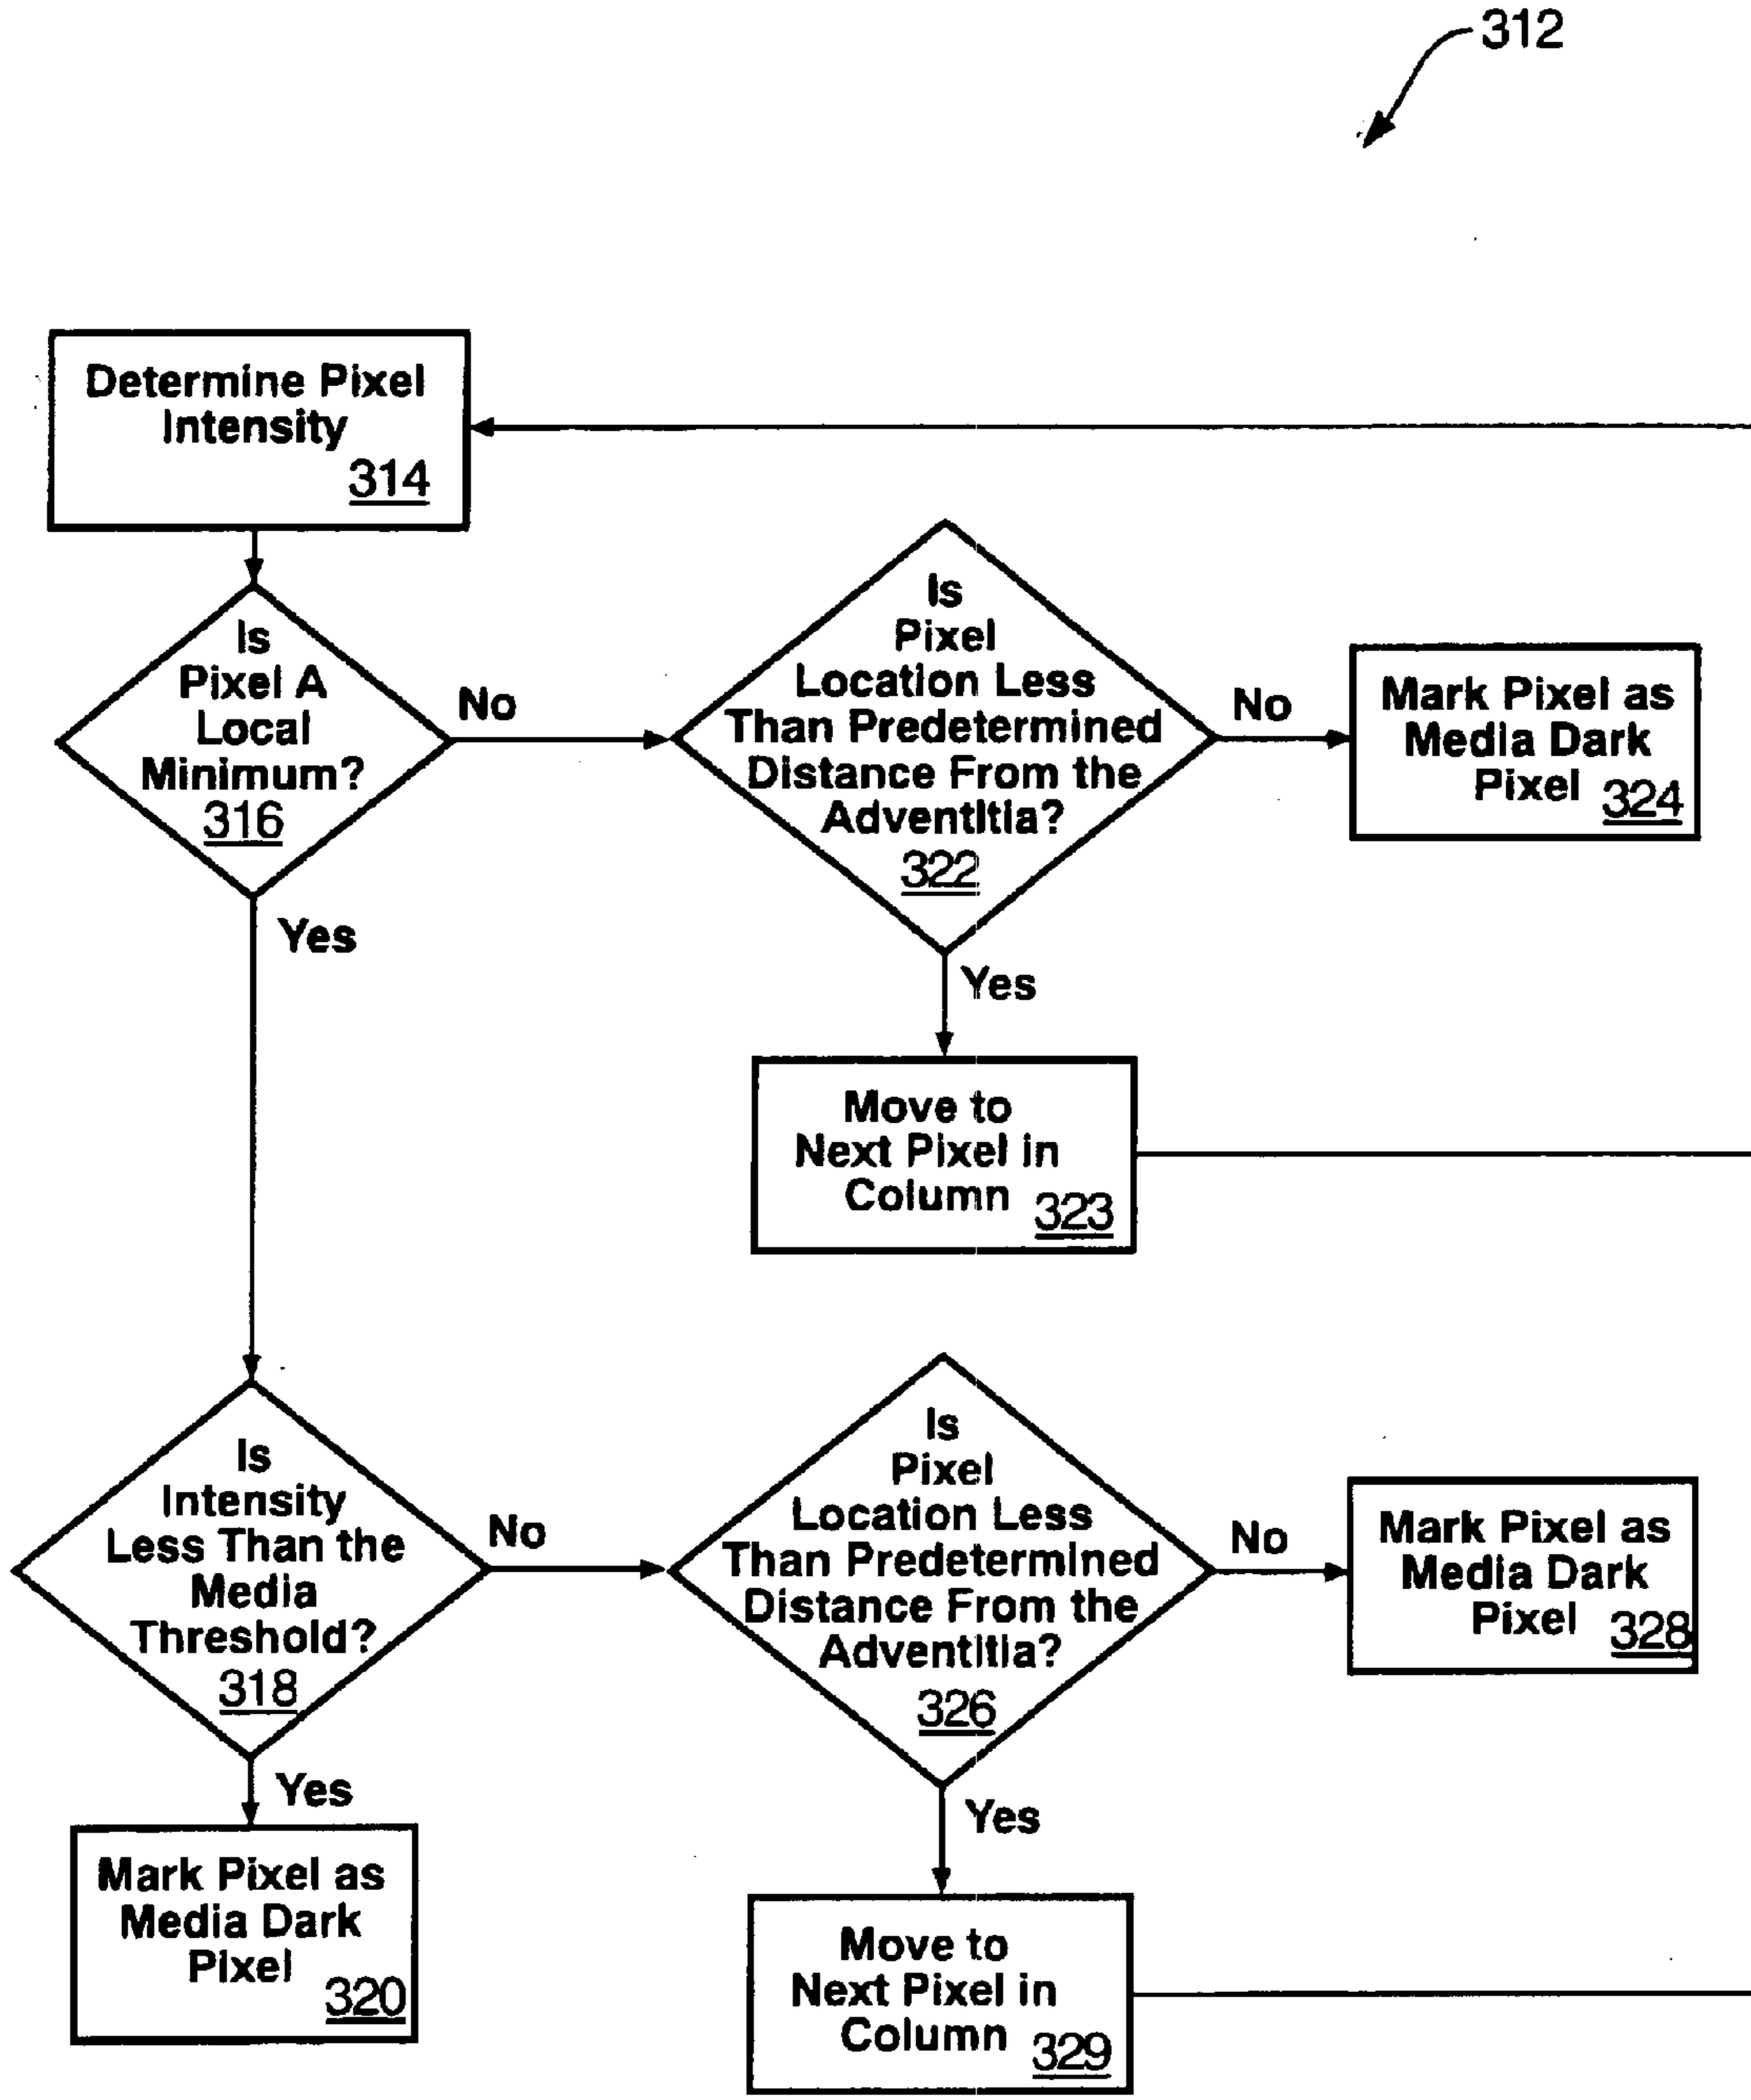 312
Determine Pixel
Intensity
314
Is
Pixel A
Local
Minimum?
316
No
Yes
Is
Pixel
Location Less
Than Predetermined
Distance From the
Adventitia?
322
No
Yes
Mark Pixel as
Media Dark
Pixel 324
Move to
Next Pixel in
Column 323
Is
Intensity
Less Than the
Media
Threshold?
318
No
Yes
Is
Pixel
Location Less
Than Predetermined
Distance From the
Adventitia?
326
No
Yes
Mark Pixel as
Media Dark
Pixel 328
Mark Pixel as
Media Dark
Pixel
320
Move to
Next Pixel in
Column 329